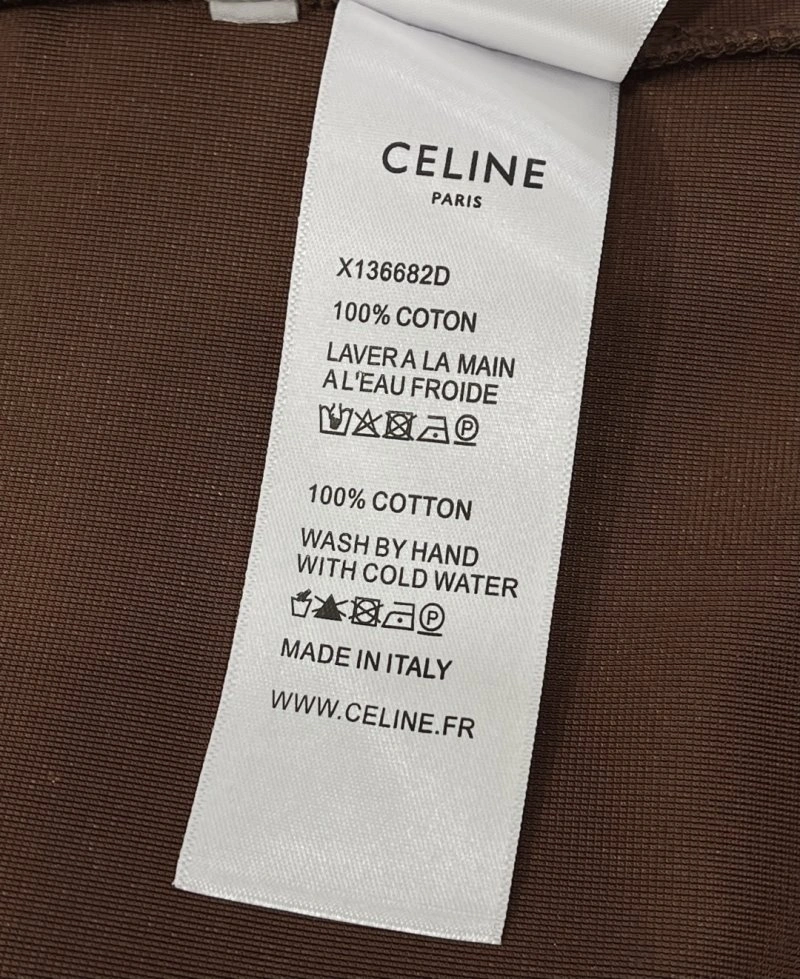 CELINE
PARIS
X136682D
100% COTON
LAVER A LA MAIN
A L'EAU FROIDE
P
100% COTTON
WASH BY HAND
WITH COLD WATER
P
MADE IN ITALY
WWW.CELINE.FR